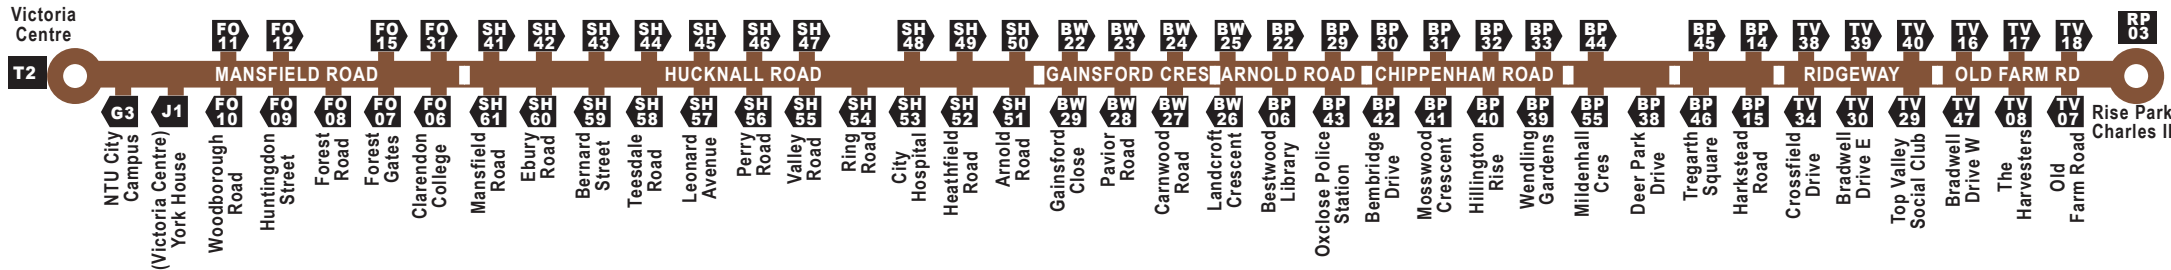 Victoria
Centre
T2
FO
11
FO
12
FO
15
FO
31
SH
41
SH
42
SH
43
SH
44
SH
45
SH
46
SH
47
SH
48
SH
49
SH
50
BW
22
BW
23
BW
24
BW
25
BP
22
BP
29
BP
30
BP
31
BP
32
BP
33
BP
44
BP
45
BP
14
TV
38
TV
39
TV
40
TV
16
TV
17
TV
18
RP
03
MANSFIELD ROAD
HUCKNALL ROAD
GAINSFORD CRES
ARNOLD ROAD
CHIPPENHAM ROAD
RIDGEWAY
OLD FARM RD
G3
J1
FO
10
FO
09
FO
08
FO
07
FO
06
SH
61
SH
60
SH
59
SH
58
SH
57
SH
56
SH
55
SH
54
SH
53
SH
52
SH
51
BW
29
BW
28
BW
27
BW
26
BP
06
BP
43
BP
42
BP
41
BP
40
BP
39
BP
55
BP
38
BP
46
BP
15
TV
34
TV
30
TV
29
TV
47
TV
08
TV
07
Rise Park
Charles II
NTU City
Campus
(Victoria Centre)
York House
Woodborough
Road
Huntingdon
Street
Forest
Road
Forest
Gates
Clarendon
College
Mansfield
Road
Ebury
Road
Bernard
Street
Teesdale
Road
Leonard
Avenue
Perry
Road
Valley
Road
Ring
Road
City
Hospital
Heathfield
Road
Arnold
Road
Gainsford
Close
Pavior
Road
Carnwood
Road
Landcroft
Crescent
Bestwood
Library
Oxclose Police
Station
Bembridge
Drive
Mosswood
Crescent
Hillington
Rise
Wendling
Gardens
Mildenhall
Cres
Deer Park
Drive
Tregarth
Square
Harkstead
Road
Crossfield
Drive
Bradwell
Drive E
Top Valley
Social Club
Bradwell
Drive W
The
Harvesters
Old
Farm Road